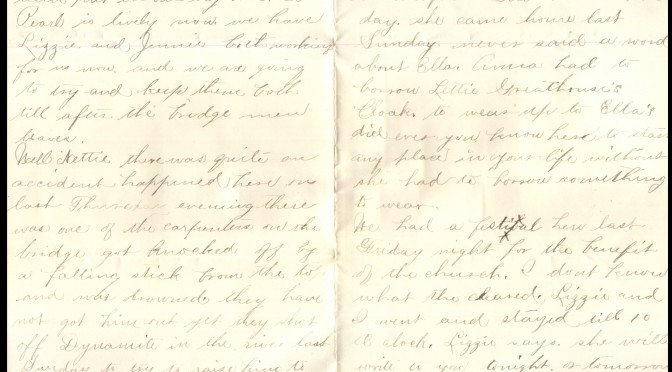 Pearl is lively now we have
Lizzie and Jennie both working
for us now. and we are going
to try and keep them both
till after the bridge men
leaves.
Well Nettie there was quite an
accident happened here on
last Thursday evening there
was one of the carpenters on the
bridge got knocked off by
a falling stick from the top
and was drowned, they have
not got him out yet they shot
off Dynamite in the river last
Sunday to try to raise him to
day. she came home last
Sunday. never said a word
about Ella. Anna had to
borrow Lettie Greathouse's
Cloak. to wear up to Ella's
did ever you know her to start
any place in your life without
she had to borrow something
to wear.
We had a festival here last
Friday night for the benefit
of the church. I dont know
what the cleared. Lizzie and
I went and stayed till 10
O clock. Lizzie says. she will
write to you tonight. or tomorrow